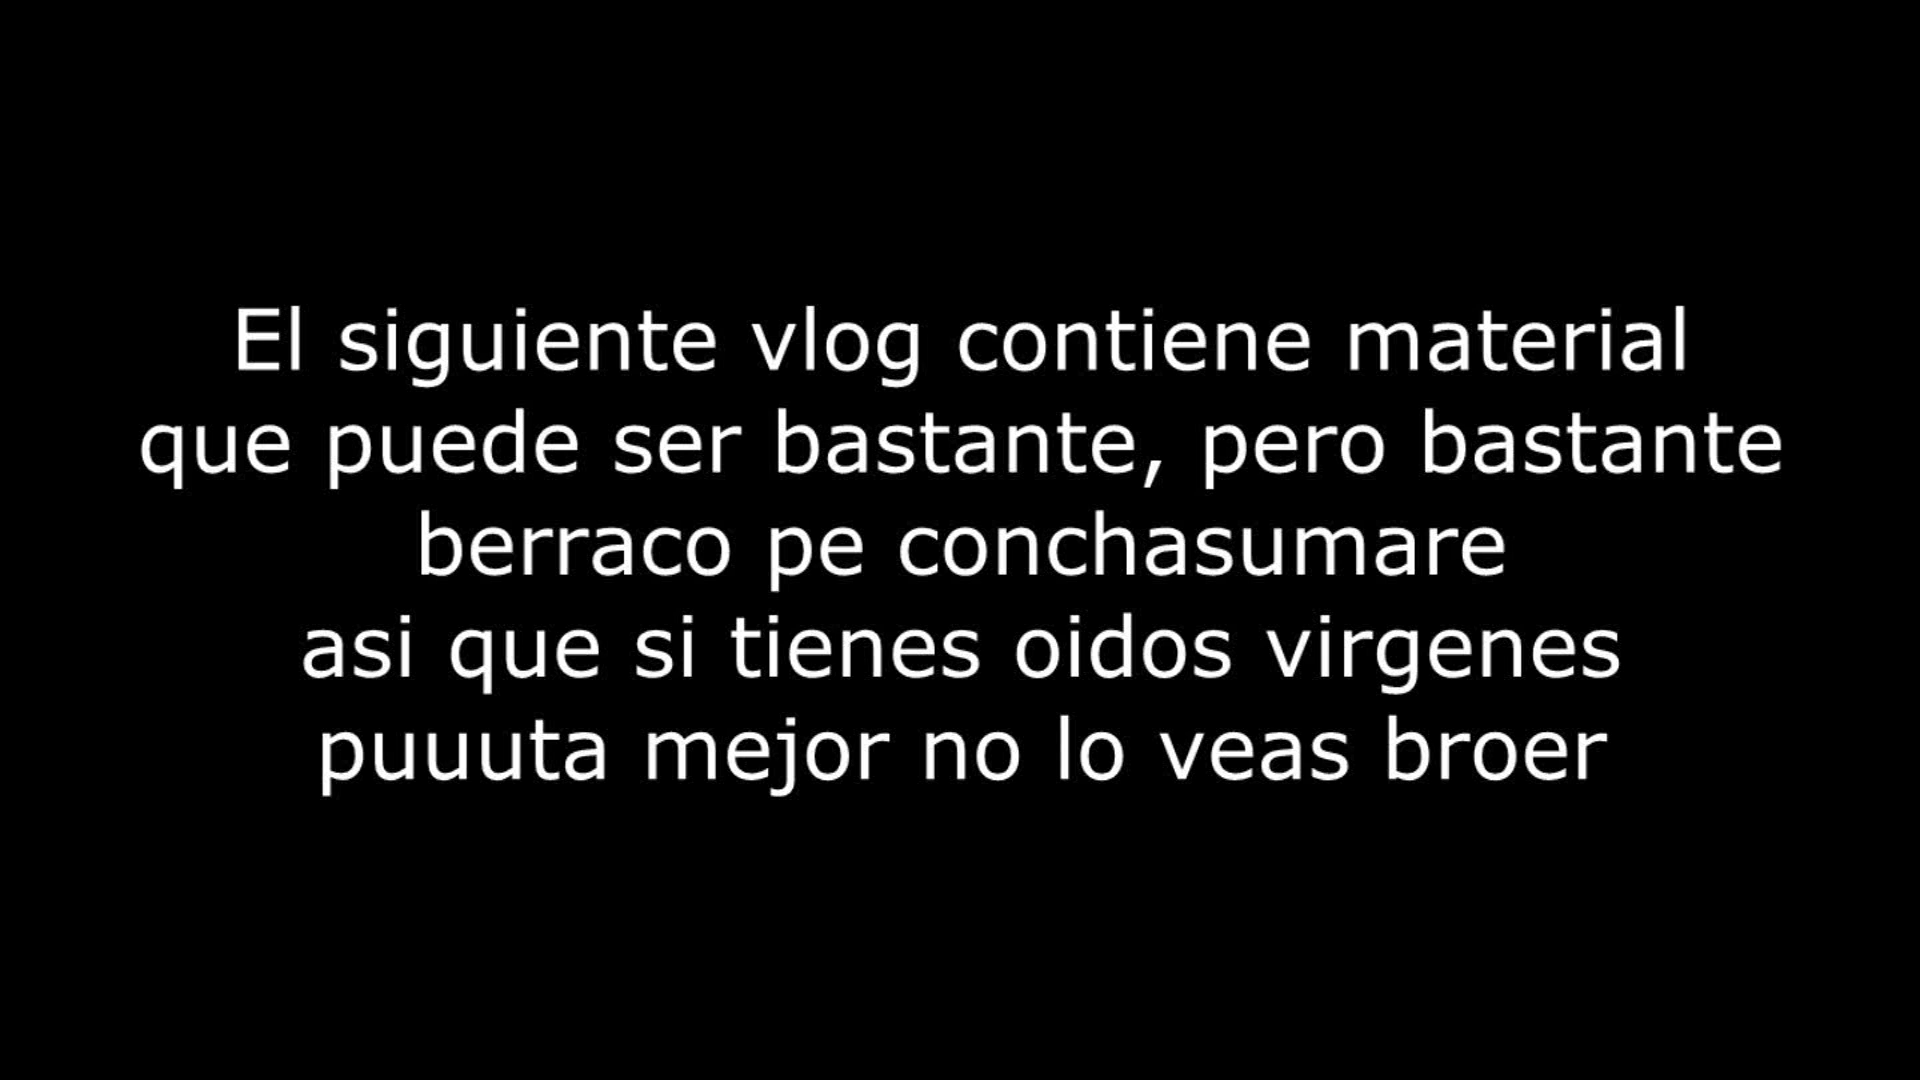 El siguiente vlog contiene material
que puede ser bastante, pero bastante
berraco pe conchasumare
asi que si tienes oidos virgenes
puuuta mejor no lo veas broer